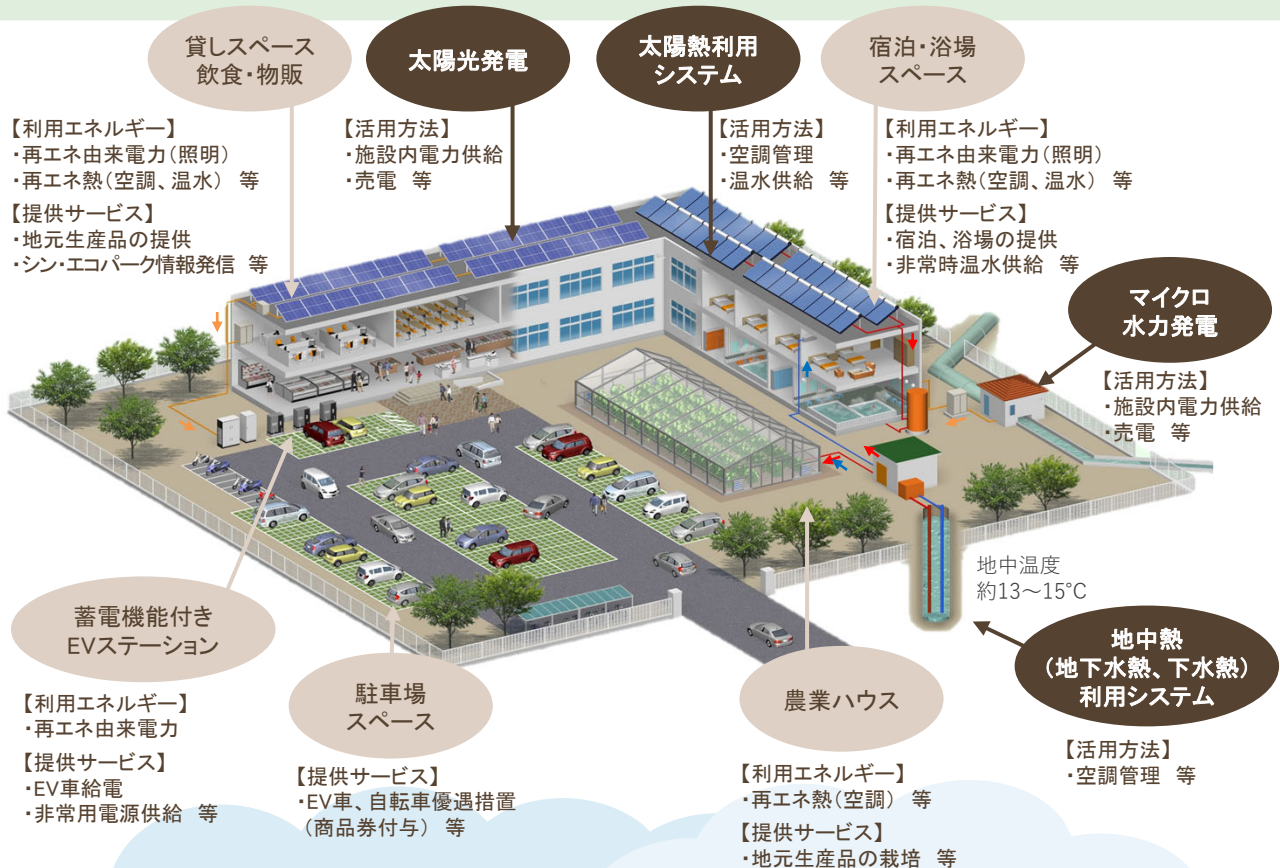 貸しスペース
飲食・物販
【利用エネルギー】
・再エネ由来電力(照明)
・再エネ熱(空調、温水) 等
【提供サービス】
・地元生産品の提供
・シン・エコパーク情報発信 等
太陽光発電
【活用方法】
・施設内電力供給
・売電 等
太陽熱利用
システム
【活用方法】
・空調管理
・温水供給 等
宿泊・浴場
スペース
【利用エネルギー】
・再エネ由来電力(照明)
・再エネ熱(空調、温水) 等
【提供サービス】
・宿泊、浴場の提供
・非常時温水供給 等
マイクロ
水力発電
【活用方法】
・施設内電力供給
・売電 等
蓄電機能付き
EVステーション
【利用エネルギー】
・再エネ由来電力
【提供サービス】
・EV車給電
・非常用電源供給 等
駐車場
スペース
【提供サービス】
・EV車、自転車優遇措置
(商品券付与) 等
農業ハウス
【利用エネルギー】
・再エネ熱(空調) 等
【提供サービス】
・地元生産品の栽培 等
地中温度
約13～15℃
地中熱
(地下水熱、下水熱)
利用システム
【活用方法】
・空調管理 等